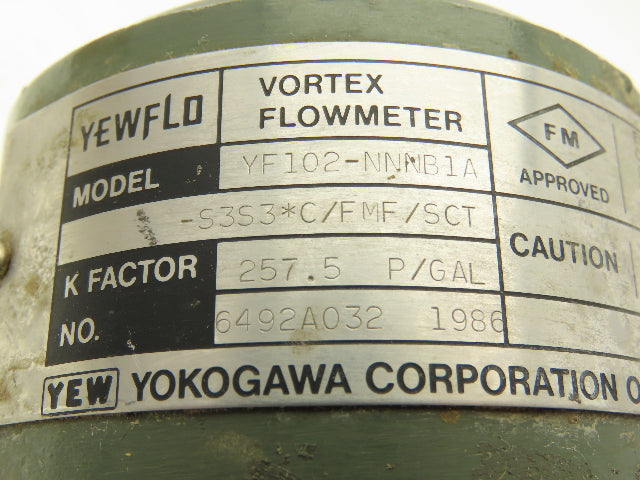 YEWFLO
VORTEX
FLOWMETER
FM
APPROVED
MODEL YF102-NNNB1A
-S3S3*C/FMF/SCT
CAUTION
K FACTOR 257.5 P/GAL
NO. 6492A032 1986
YEW YOKOGAWA CORPORATION O